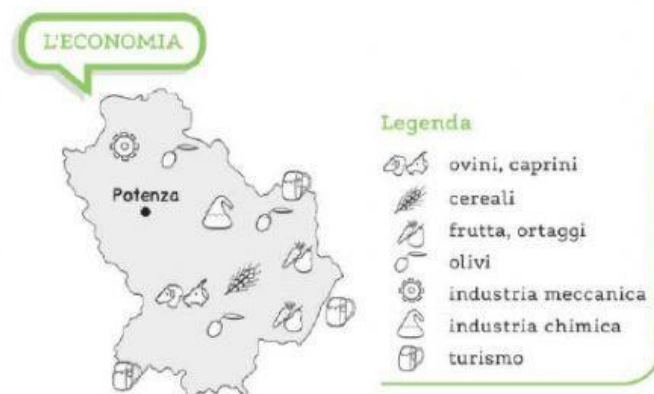 L'ECONOMIA
Potenza
Legenda
ovini, caprini
cereali
frutta, ortaggi
olivi
industria meccanica
industria chimica
turismo